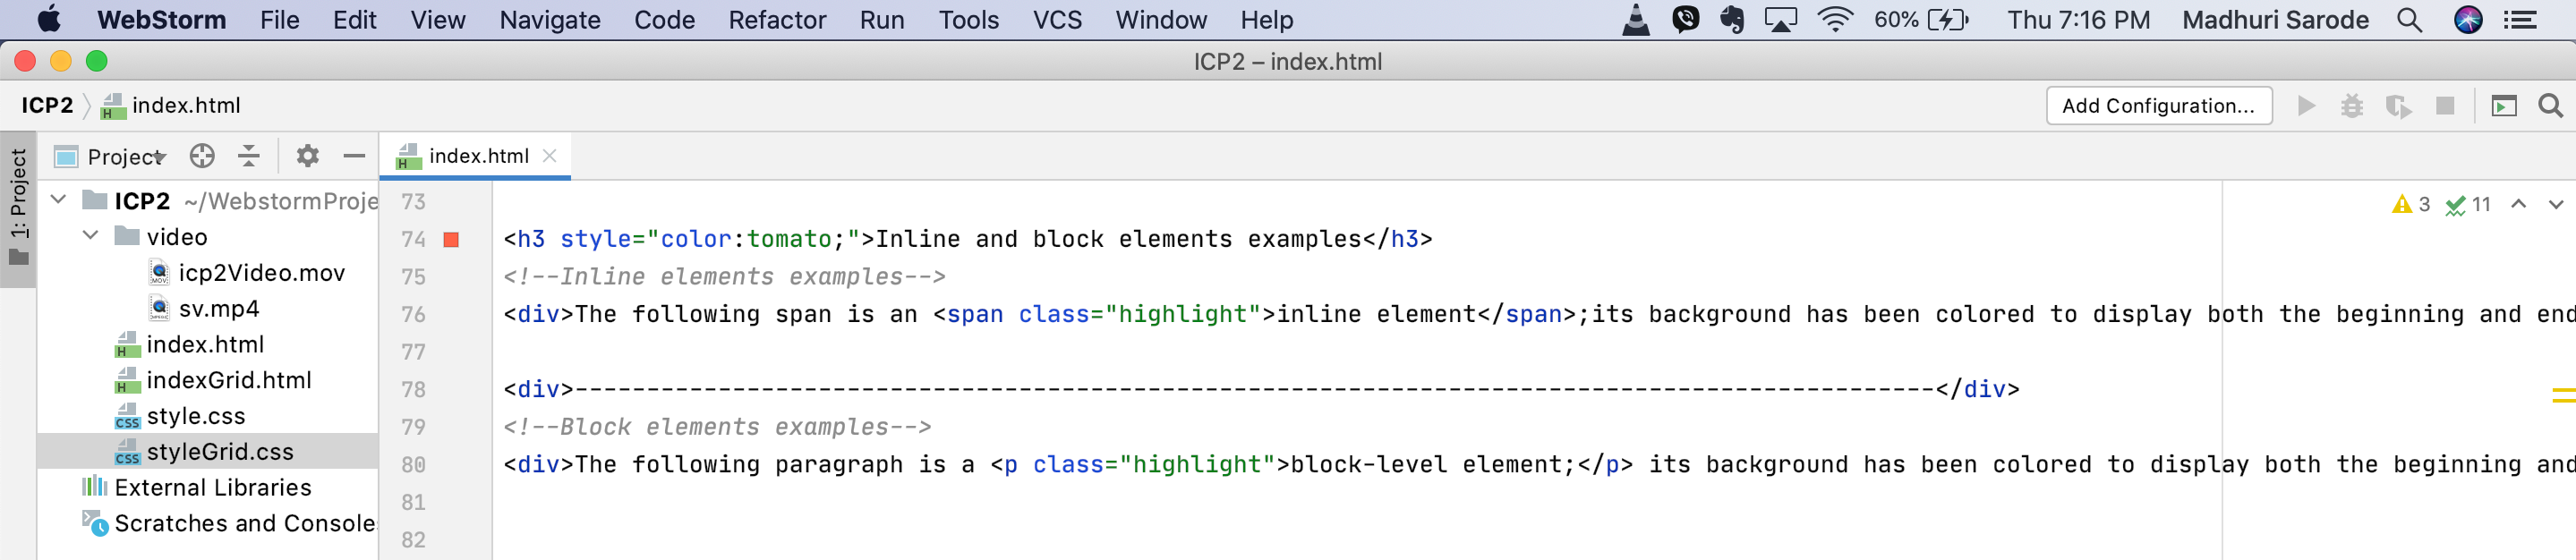 WebStorm File Edit View Navigate Code Refactor Run Tools VCS Window Help 60% Thu 7:16 PM Madhuri Sarode
ICP2 – index.html
ICP2 index.html Add Configuration...
1: Project
Project index.html
ICP2 ~/WebstormProje
video
icp2Video.mov
sv.mp4
index.html
indexGrid.html
style.css
styleGrid.css
External Libraries
Scratches and Console
73 3 11
74 <h3 style="color:tomato;">Inline and block elements examples</h3>
75 <!--Inline elements examples-->
76 <div>The following span is an <span class="highlight">inline element</span>;its background has been colored to display both the beginning and end
77
78 <div>-----------------------------------------------------------------------------------------------</div>
79 <!--Block elements examples-->
80 <div>The following paragraph is a <p class="highlight">block-level element;</p> its background has been colored to display both the beginning and
81
82